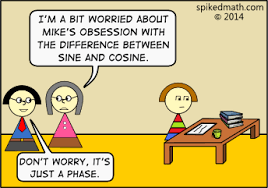 spikedmath.com
© 2014
I'M A BIT WORRIED ABOUT
MIKE'S OBSESSION WITH
THE DIFFERENCE BETWEEN
SINE AND COSINE.
DON'T WORRY, IT'S
JUST A PHASE.